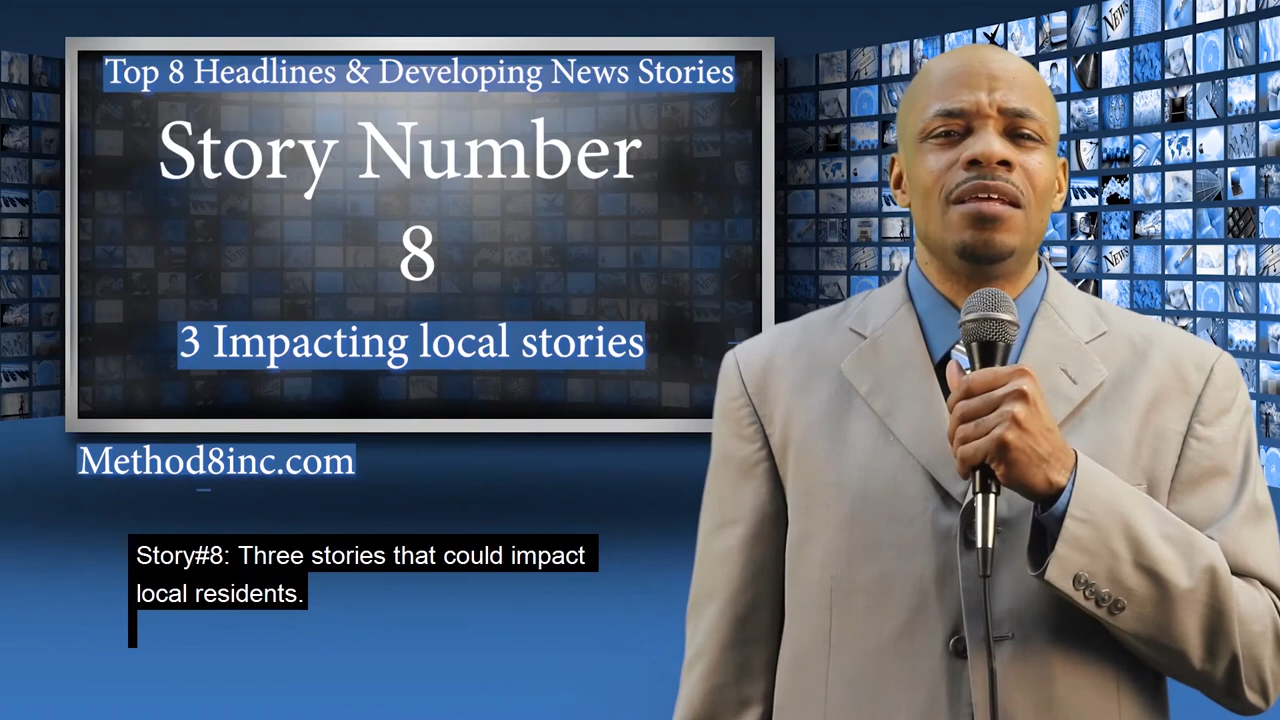 Top 8 Headlines & Developing News Stories
Story Number
8
3 Impacting local stories
Method8inc.com
Story#8: Three stories that could impact
local residents.
NEWS